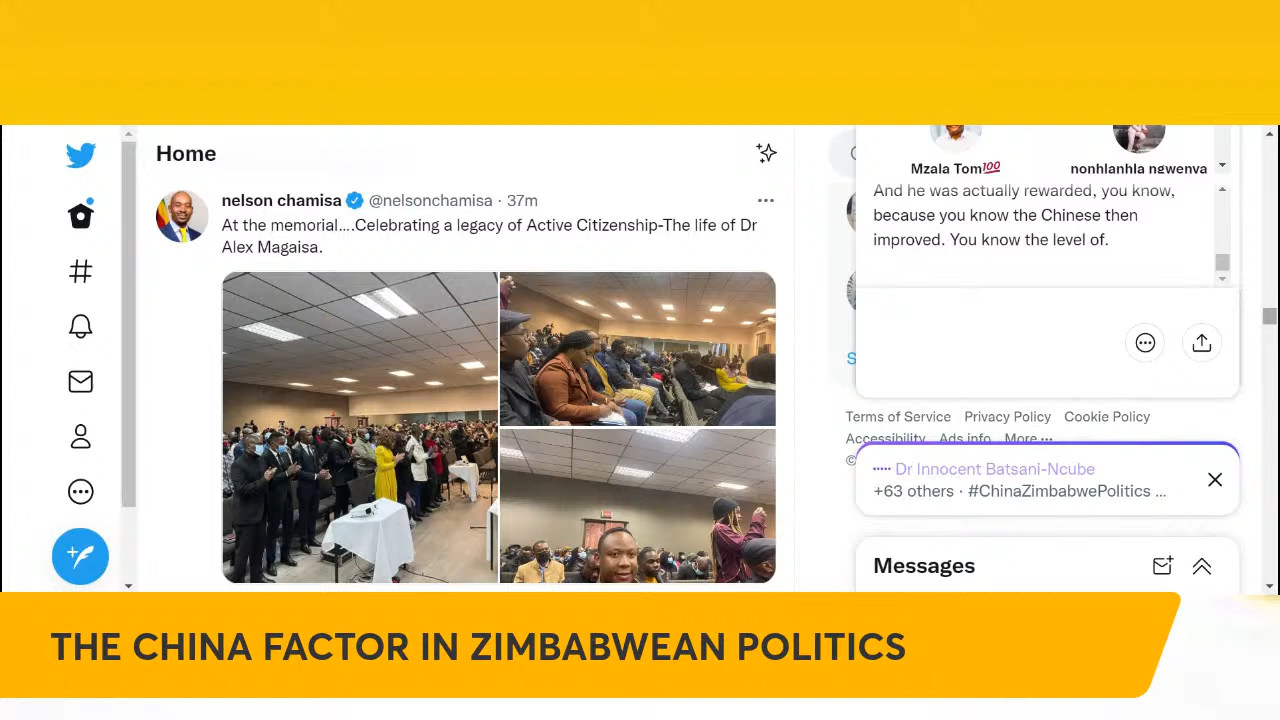 Home
nelson chamisa @nelsonchamisa · 37m
At the memorial....Celebrating a legacy of Active Citizenship-The life of Dr
Alex Magaisa.
Mzala Tom💯
nonhlanhla ngwenya
And he was actually rewarded, you know,
because you know the Chinese then
improved. You know the level of.
Terms of Service Privacy Policy Cookie Policy
Accessibility Ads info More ···
©
Dr Innocent Batsani-Ncube
+63 others · #ChinaZimbabwePolitics ...
Messages
THE CHINA FACTOR IN ZIMBABWEAN POLITICS